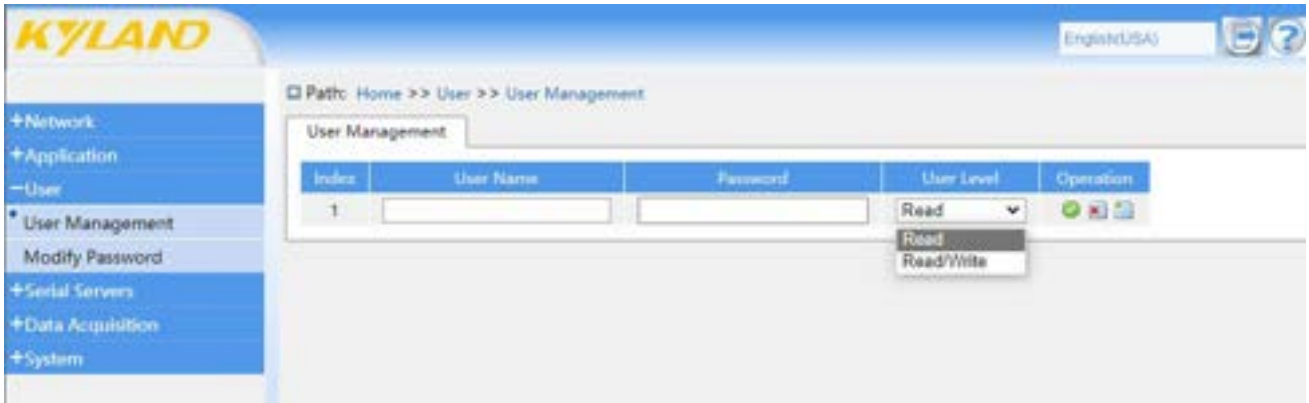 KYLAND
English(USA)
Path: Home >> User >> User Management
+Network
+Application
−User
User Management
Modify Password
+Serial Servers
+Data Acquisition
+System
User Management
Index User Name Password User Level Operation
1 Read
Read
Read/Write